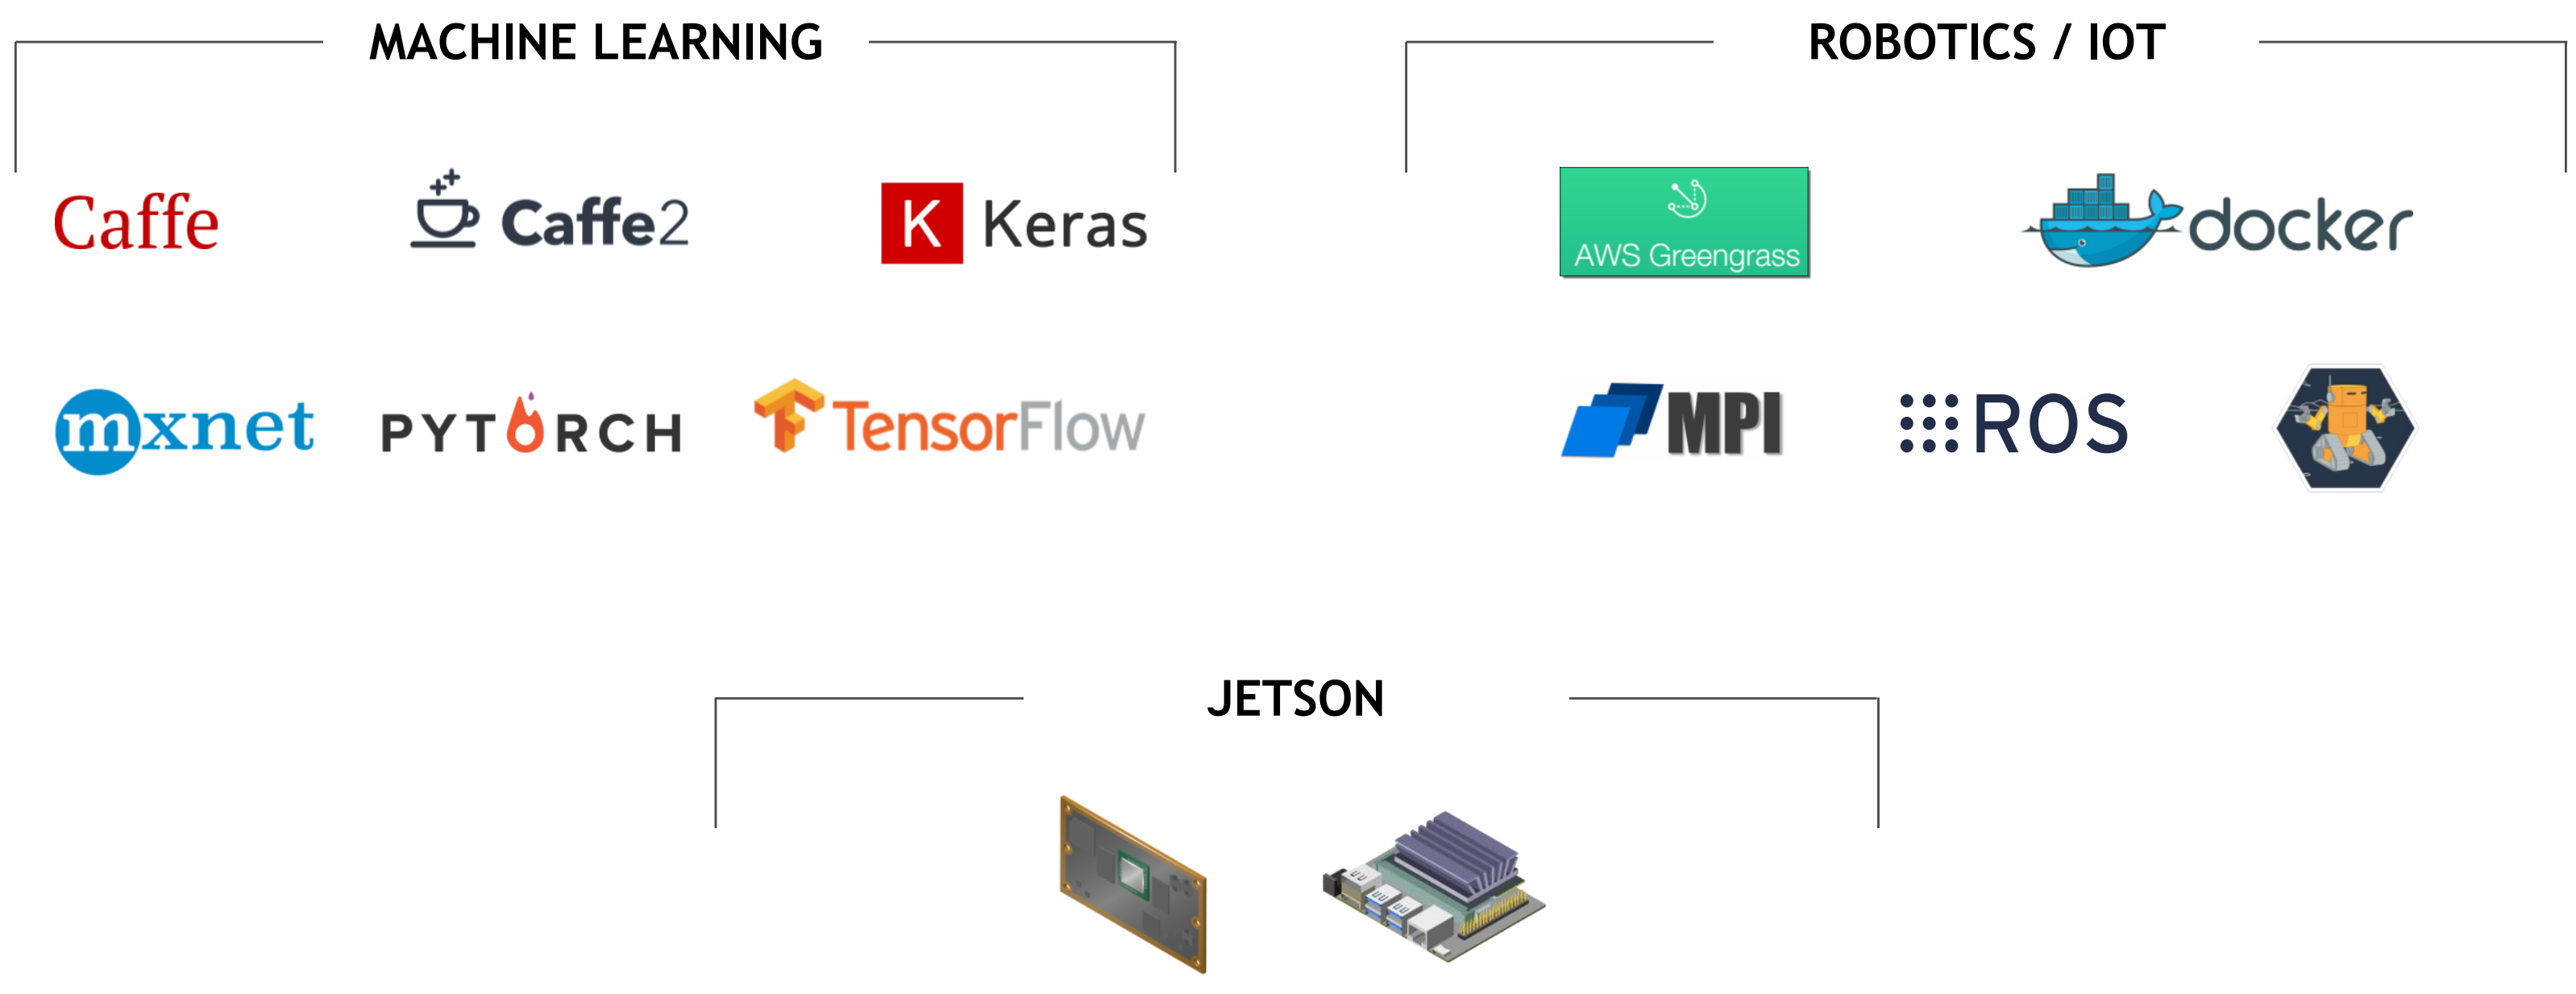 MACHINE LEARNING
ROBOTICS / IOT
Caffe
Caffe2
K Keras
AWS Greengrass
docker
mxnet
PYTORCH
TensorFlow
MPI
ROS
JETSON